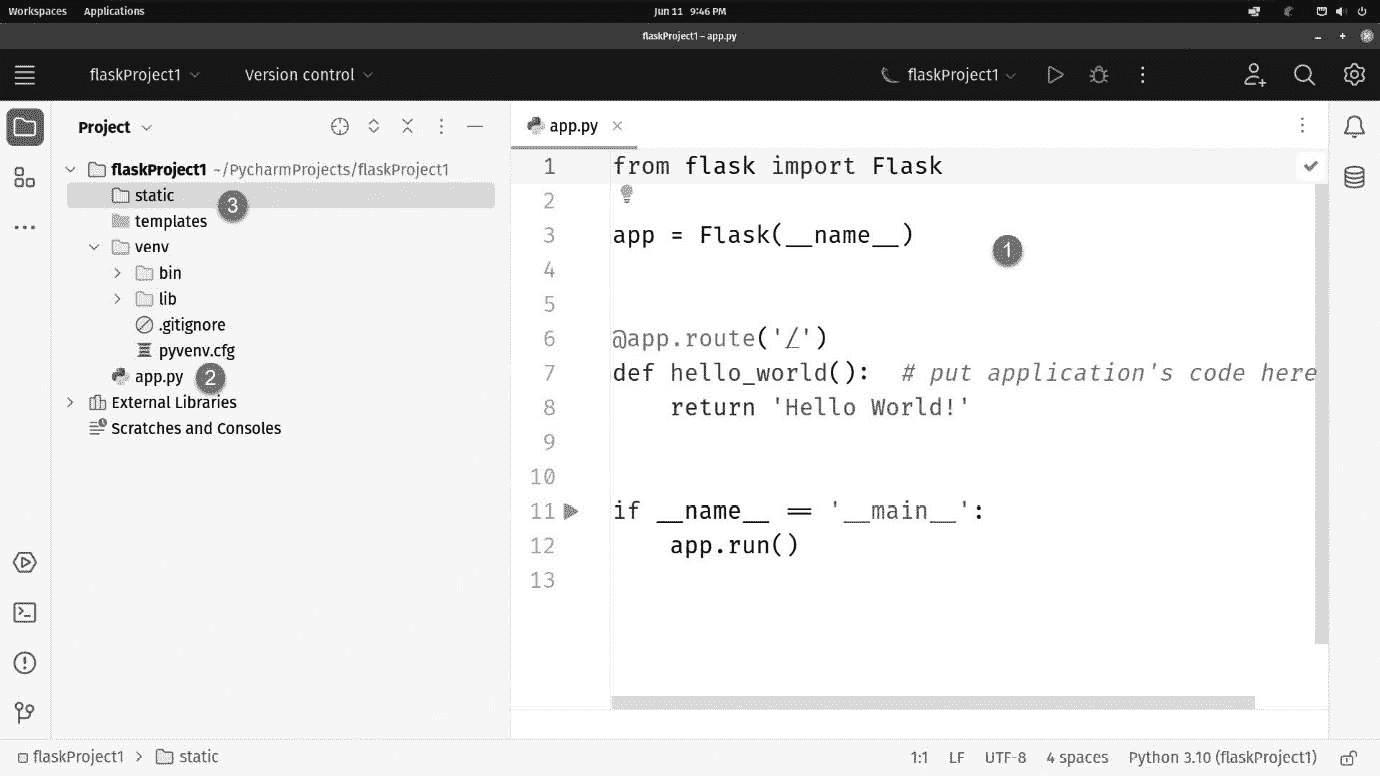 Workspaces Applications Jun 11 9:46 PM
flaskProject1 – app.py
flaskProject1 Version control flaskProject1
Project app.py
flaskProject1 ~/PycharmProjects/flaskProject1
static
3
templates
venv
bin
lib
.gitignore
pyvenv.cfg
app.py 2
External Libraries
Scratches and Consoles
1 from flask import Flask
2
3 app = Flask(__name__)
1
4
5
6 @app.route('/')
7 def hello_world():  # put application's code here
8     return 'Hello World!'
9
10
11 if __name__ == '__main__':
12     app.run()
13
flaskProject1 > static 1:1 LF UTF-8 4 spaces Python 3.10 (flaskProject1)